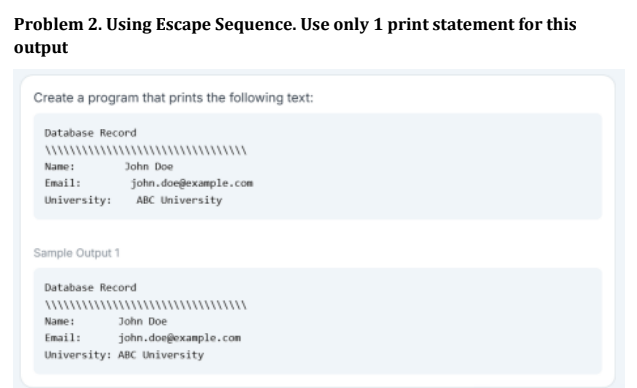 Problem 2. Using Escape Sequence. Use only 1 print statement for this
output
Create a program that prints the following text:
Database Record
\\\\\\\\\\\\\\\\\\\\\\\\\\\\\\\\\
Name:        John Doe
Email:        john.doe@example.com
University:    ABC University
Sample Output 1
Database Record
\\\\\\\\\\\\\\\\\\\\\\\\\\\\\\\\\
Name:       John Doe
Email:      john.doe@example.com
University: ABC University